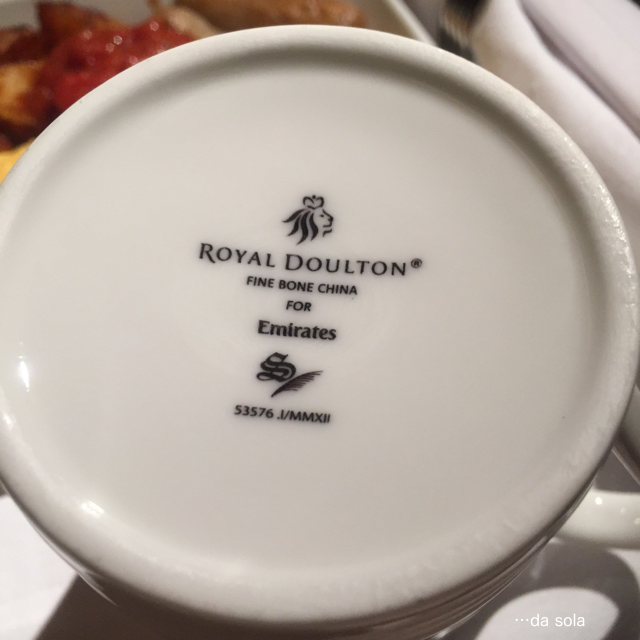 ROYAL DOULTON®
FINE BONE CHINA
FOR
Emirates
S
53576 .I/MMXII
…da sola